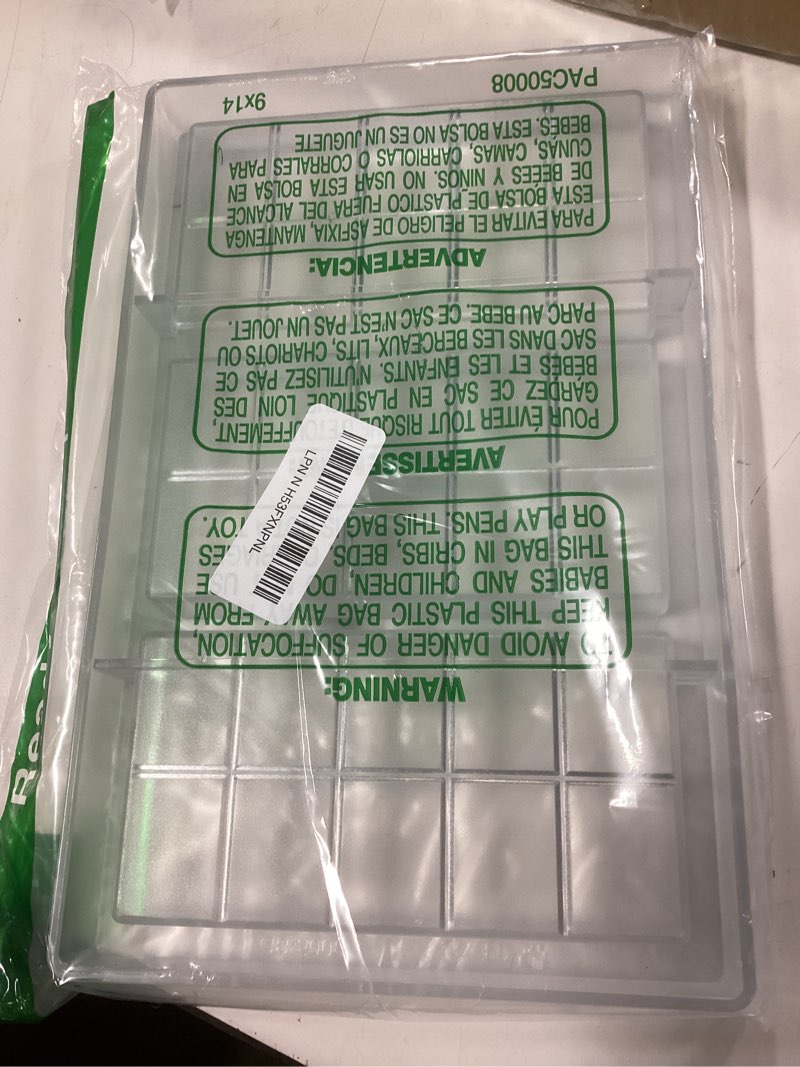 WARNING:
TO AVOID DANGER OF SUFFOCATION,
KEEP THIS PLASTIC BAG AWAY FROM
BABIES AND CHILDREN, DO USE
THIS BAG IN CRIBS, BEDS,
OR PLAY PENS. THIS BAG TOY.
POUR ÉVITER TOUT RISQUE
GARDEZ CE SAC EN PLASTIQUE LOIN DES
BÉBÉS ET LES ENFANTS. N'UTILISEZ PAS CE
SAC DANS LES BERCEAUX, LITS, CHARIOTS OU
PARC AU BEBE. CE SAC N'EST PAS UN JOUET.
ADVERTENCIA:
PARA EVITAR EL PELIGRO DE ASFIXIA, MANTENGA
ESTA BOLSA DE PLASTICO FUERA DEL ALCANCE
DE BEEES Y NIÑOS. NO USAR ESTA BOLSA EN
CUNAS, CAMAS, CARRIOLAS O CORRALES PARA
BEBES. ESTA BOLSA NO ES UN JUGUETE
PAC50008
9x14
LPN N H53FXNPNL